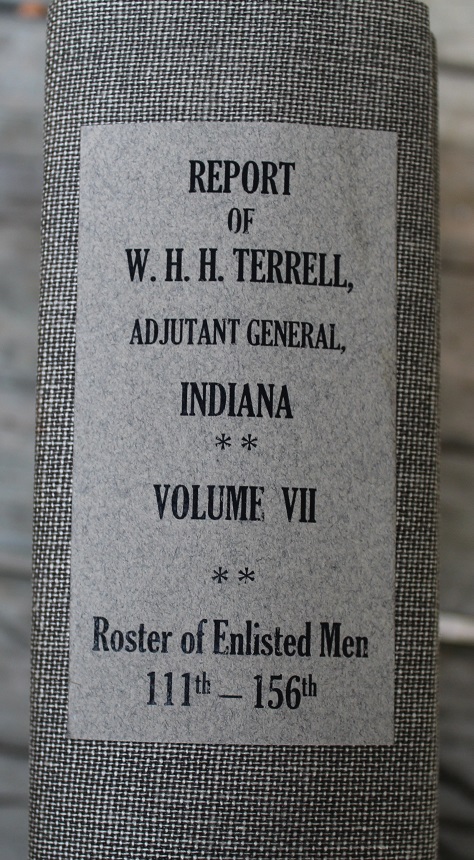 REPORT
OF
W. H. H. TERRELL,
ADJUTANT GENERAL,
INDIANA
**
VOLUME VII
**
Roster of Enlisted Men
111th – 156th